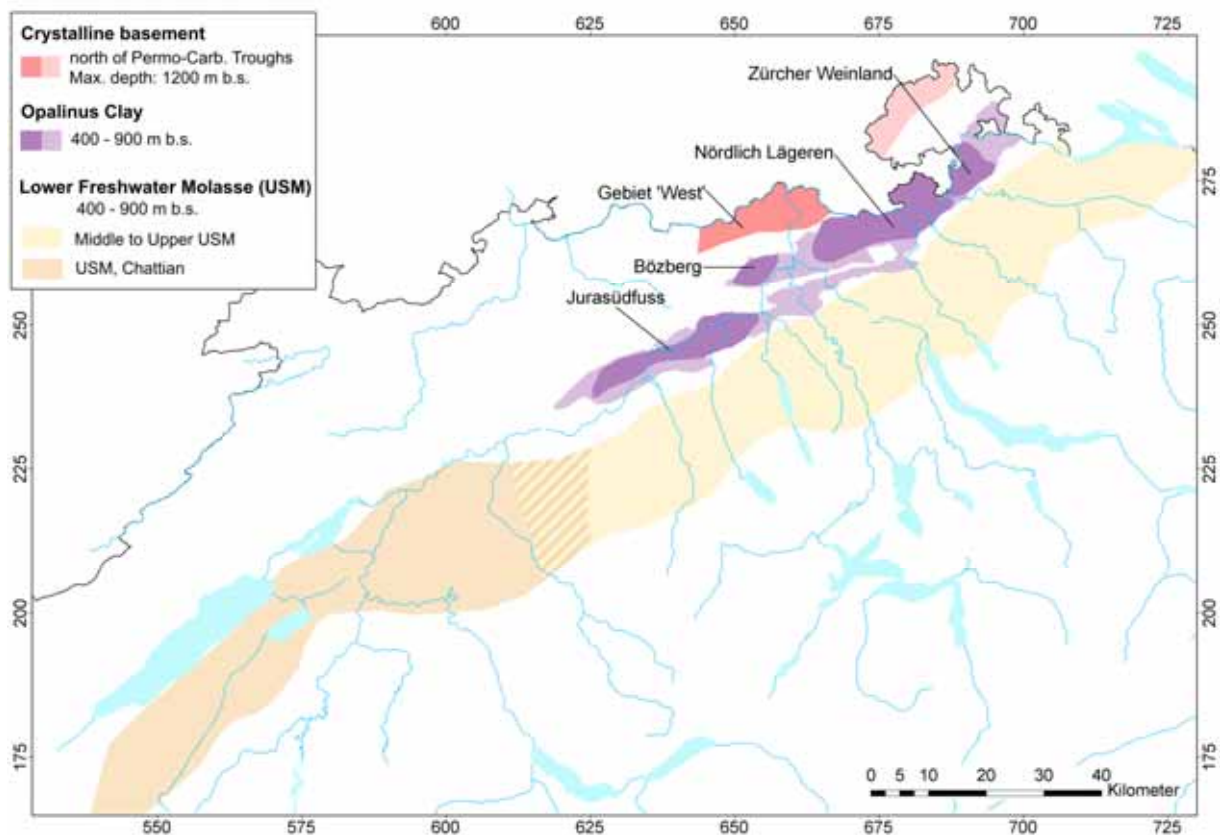 600 625 650 675 700 725
Crystalline basement
north of Permo-Carb. Troughs
Max. depth: 1200 m b.s.
Opalinus Clay
400 - 900 m b.s.
Lower Freshwater Molasse (USM)
400 - 900 m b.s.
Middle to Upper USM
USM, Chattian
Zürcher Weinland
Nördlich Lägeren
Gebiet 'West'
Bözberg
Jurasüdfuss
275
250 250
225 225
200 200
175 175
0 5 10 20 30 40
Kilometer
550 575 600 625 650 675 700 725